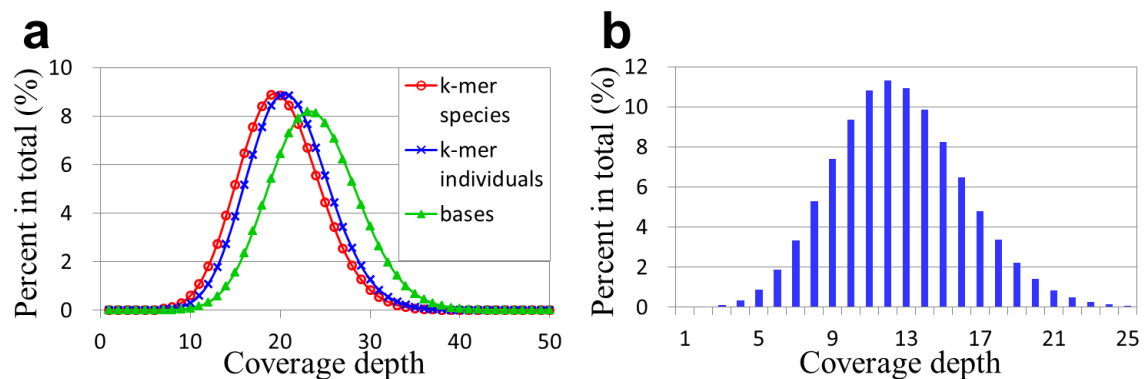 a
Percent in total (%)
10
8
6
4
2
0
0 10 20 30 40 50
Coverage depth
k-mer
species
k-mer
individuals
bases
b
Percent in total (%)
12
10
8
6
4
2
0
1 5 9 13 17 21 25
Coverage depth